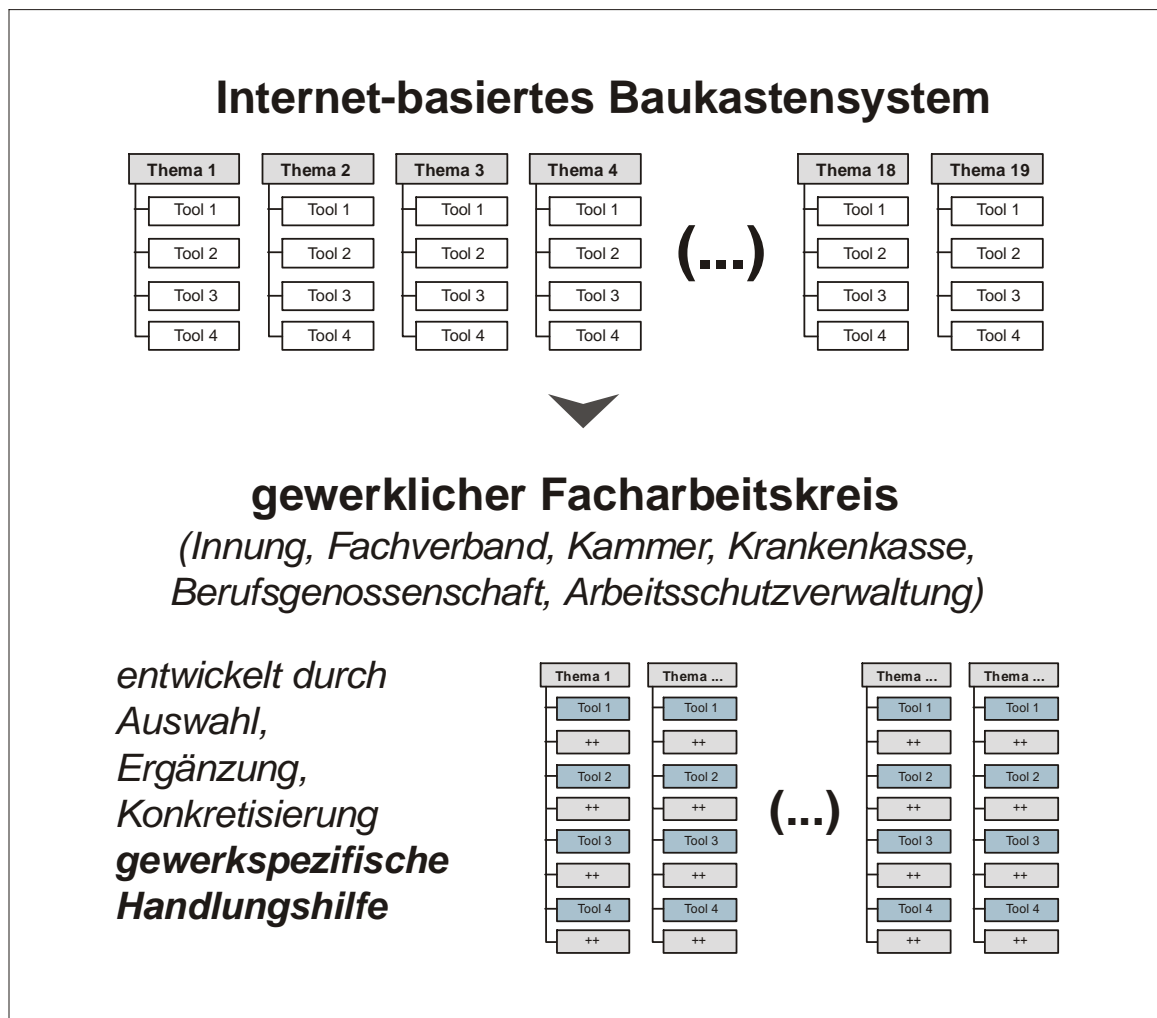 Internet-basiertes Baukastensystem
Thema 1 Thema 2 Thema 3 Thema 4 Thema 18 Thema 19
Tool 1 Tool 1 Tool 1 Tool 1 Tool 1 Tool 1
Tool 2 Tool 2 Tool 2 Tool 2 (...) Tool 2 Tool 2
Tool 3 Tool 3 Tool 3 Tool 3 Tool 3 Tool 3
Tool 4 Tool 4 Tool 4 Tool 4 Tool 4 Tool 4
gewerklicher Facharbeitskreis
(Innung, Fachverband, Kammer, Krankenkasse,
Berufsgenossenschaft, Arbeitsschutzverwaltung)
entwickelt durch
Auswahl,
Ergänzung,
Konkretisierung
gewerkspezifische
Handlungshilfe
Thema 1 Thema ... Thema ... Thema ...
Tool 1 Tool 1 Tool 1 Tool 1
++ ++ ++ ++
Tool 2 Tool 2 Tool 2 Tool 2
++ ++ (...) ++ ++
Tool 3 Tool 3 Tool 3 Tool 3
++ ++ ++ ++
Tool 4 Tool 4 Tool 4 Tool 4
++ ++ ++ ++